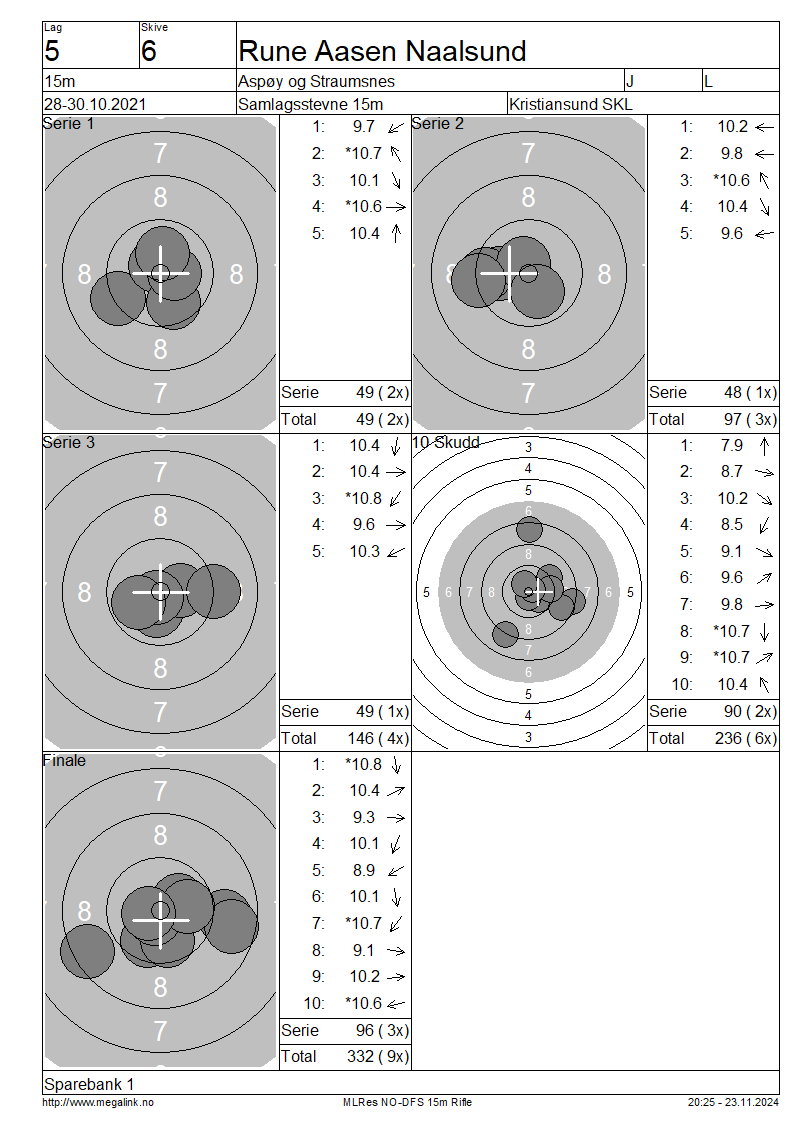 Lag
Skive
5
6
Rune Aasen Naalsund
15m
Aspøy og Straumsnes
J
L
28-30.10.2021
Samlagsstevne 15m
Kristiansund SKL
Serie 1
7
8
8 8
8
7
8
1: 9.7
2: *10.7
3: 10.1
4: *10.6
5: 10.4
Serie 49 ( 2x)
Total 49 ( 2x)
Serie 2
7
8
8 8
8
7
8
1: 10.2
2: 9.8
3: *10.6
4: 10.4
5: 9.6
Serie 48 ( 1x)
Total 97 ( 3x)
Serie 3
7
8
8
8
7
8
1: 10.4
2: 10.4
3: *10.8
4: 9.6
5: 10.3
Serie 49 ( 1x)
Total 146 ( 4x)
10 Skudd
3
4
5
6
8
5 6 7 8 7 6 5
8
7
6
5
4
3
1: 7.9
2: 8.7
3: 10.2
4: 8.5
5: 9.1
6: 9.6
7: 9.8
8: *10.7
9: *10.7
10: 10.4
Serie 90 ( 2x)
Total 236 ( 6x)
Finale
7
8
8
8
7
1: *10.8
2: 10.4
3: 9.3
4: 10.1
5: 8.9
6: 10.1
7: *10.7
8: 9.1
9: 10.2
10: *10.6
Serie 96 ( 3x)
Total 332 ( 9x)
Sparebank 1
http://www.megalink.no
MLRes NO-DFS 15m Rifle
20:25 - 23.11.2024